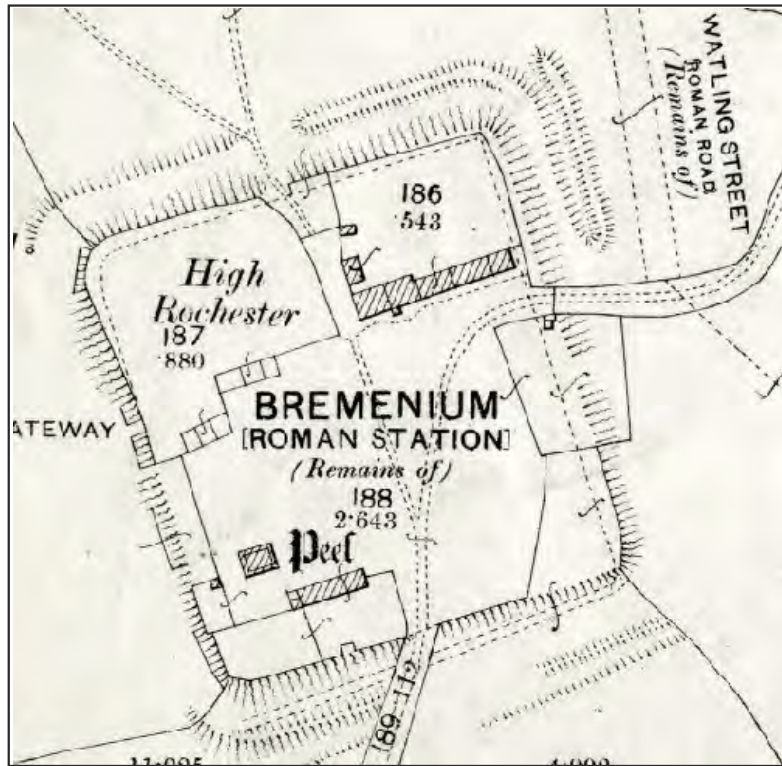 WATLING STREET
ROMAN ROAD
(Remains of)
186
·543
High
Rochester
187
·880
ATEWAY
BREMENIUM
[ROMAN STATION]
(Remains of)
188
2·643
Peel
189
·112